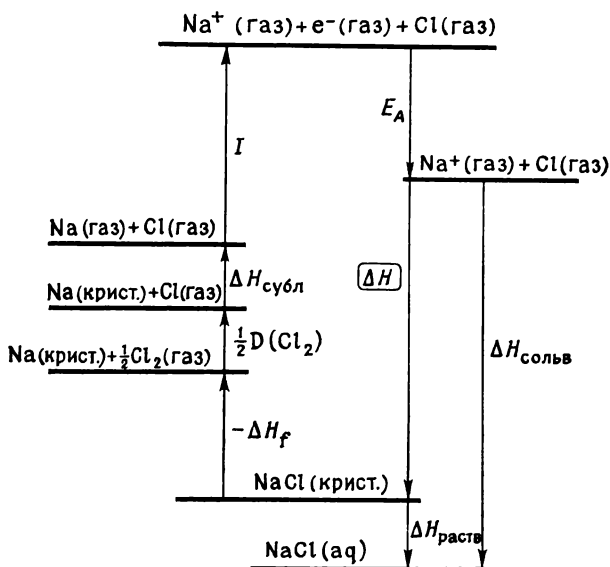 Na⁺ (газ) + e⁻(газ) + Cl(газ)
E_A
I
Na⁺(газ) + Cl(газ)
Na(газ) + Cl(газ)
ΔH_субл
ΔH
Na(крист.) + Cl(газ)
½D(Cl₂)
Na(крист.) + ½Cl₂(газ)
ΔH_сольв
−ΔH_f
NaCl(крист.)
ΔH_раств
NaCl(aq)